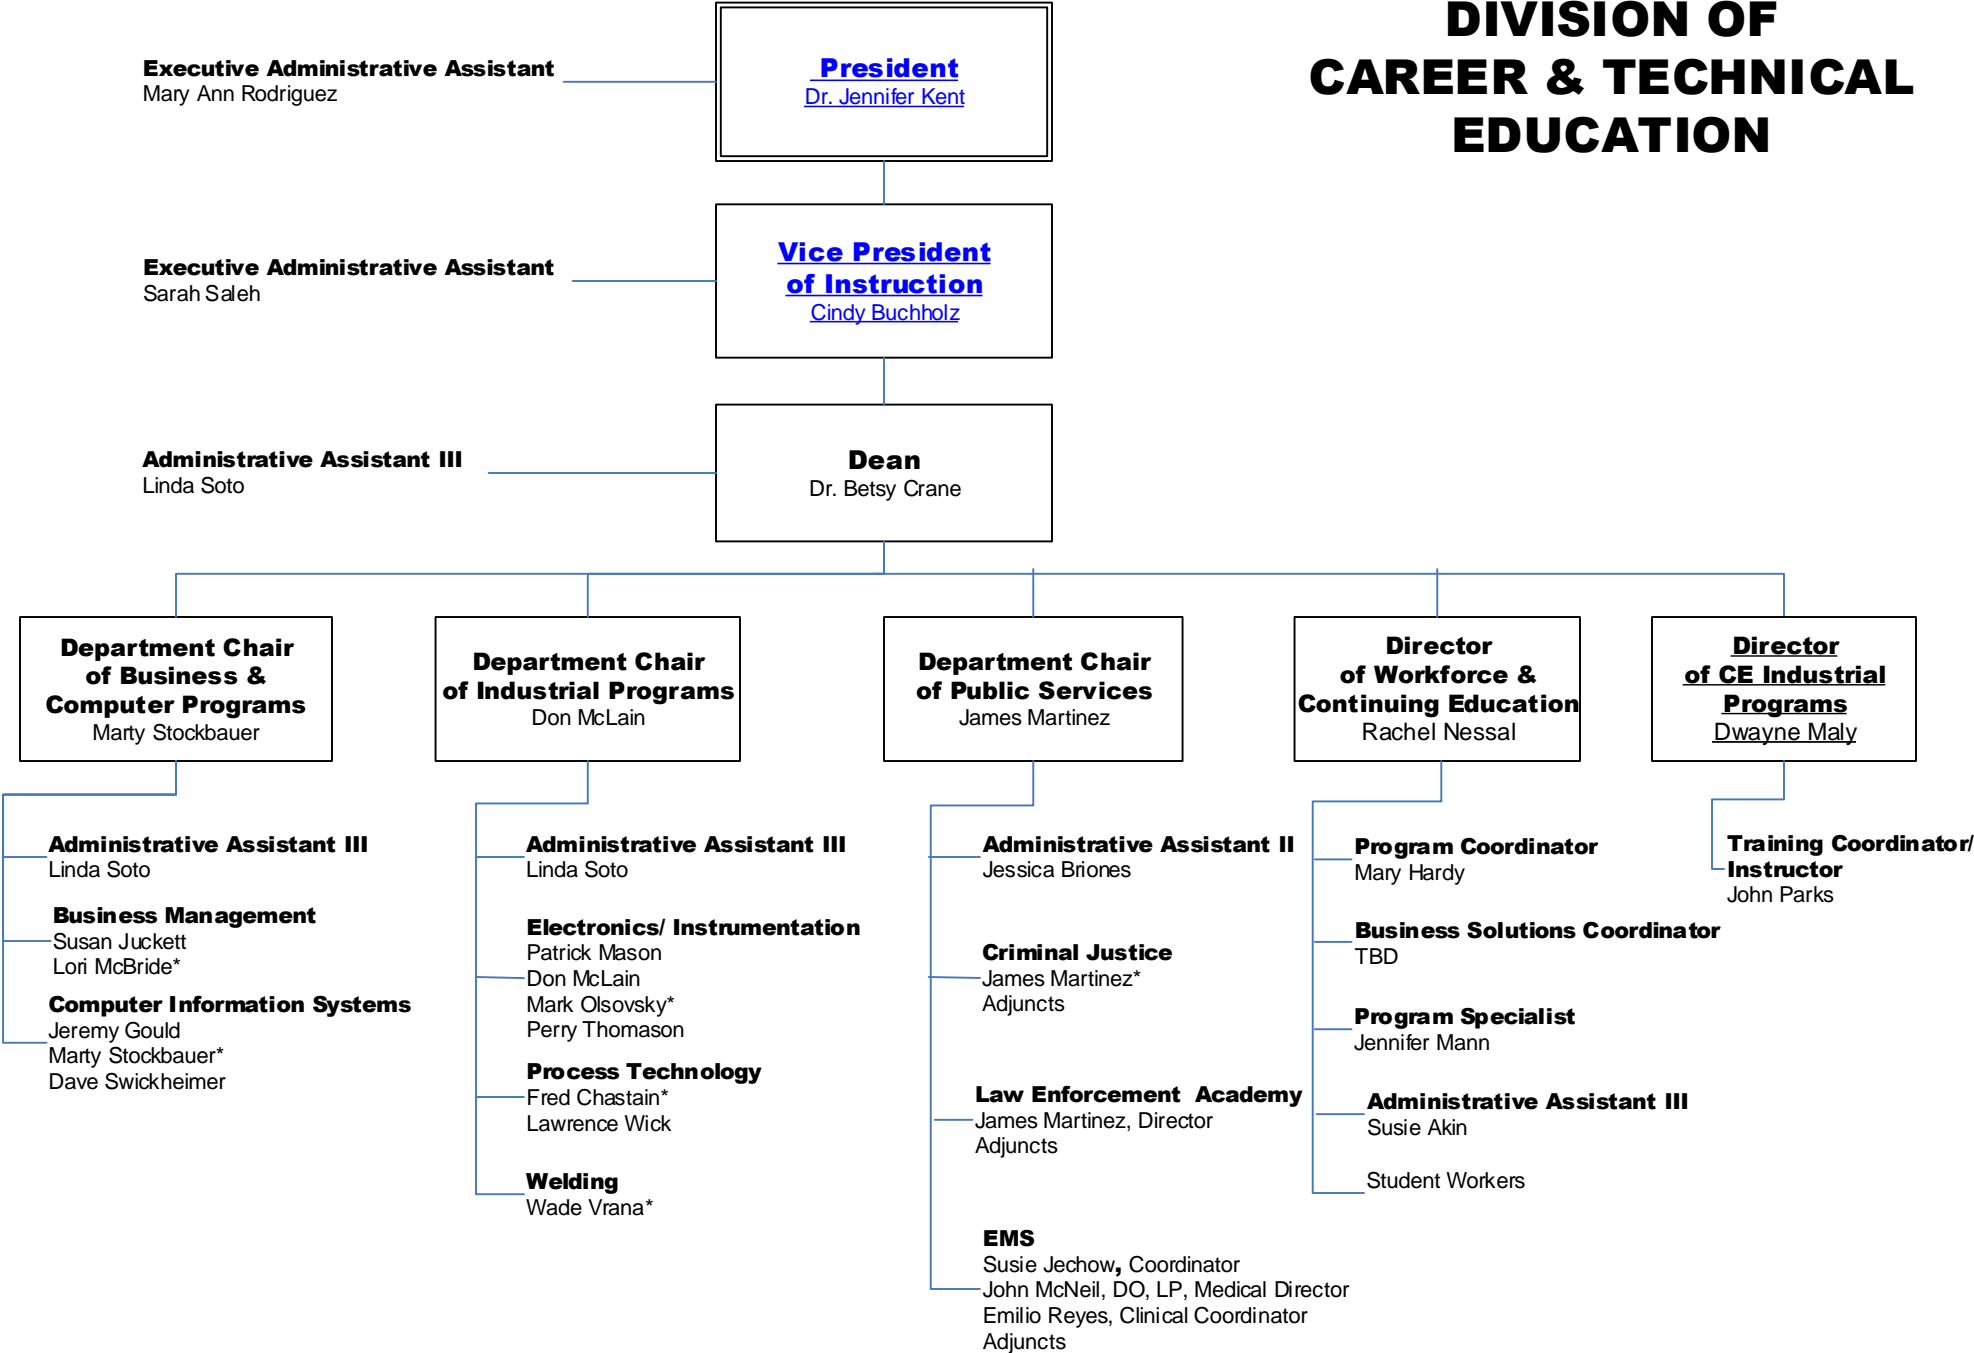 DIVISION OF
CAREER & TECHNICAL
EDUCATION
Executive Administrative Assistant
Mary Ann Rodriguez
President
Dr. Jennifer Kent
Executive Administrative Assistant
Sarah Saleh
Vice President
of Instruction
Cindy Buchholz
Administrative Assistant III
Linda Soto
Dean
Dr. Betsy Crane
Department Chair
of Business &
Computer Programs
Marty Stockbauer
Department Chair
of Industrial Programs
Don McLain
Department Chair
of Public Services
James Martinez
Director
of Workforce &
Continuing Education
Rachel Nessal
Director
of CE Industrial
Programs
Dwayne Maly
Administrative Assistant III
Linda Soto
Business Management
Susan Juckett
Lori McBride*
Computer Information Systems
Jeremy Gould
Marty Stockbauer*
Dave Swickheimer
Administrative Assistant III
Linda Soto
Electronics/ Instrumentation
Patrick Mason
Don McLain
Mark Olsovsky*
Perry Thomason
Process Technology
Fred Chastain*
Lawrence Wick
Welding
Wade Vrana*
Administrative Assistant II
Jessica Briones
Criminal Justice
James Martinez*
Adjuncts
Law Enforcement  Academy
James Martinez, Director
Adjuncts
EMS
Susie Jechow, Coordinator
John McNeil, DO, LP, Medical Director
Emilio Reyes, Clinical Coordinator
Adjuncts
Program Coordinator
Mary Hardy
Business Solutions Coordinator
TBD
Program Specialist
Jennifer Mann
Administrative Assistant III
Susie Akin
Student Workers
Training Coordinator/
Instructor
John Parks